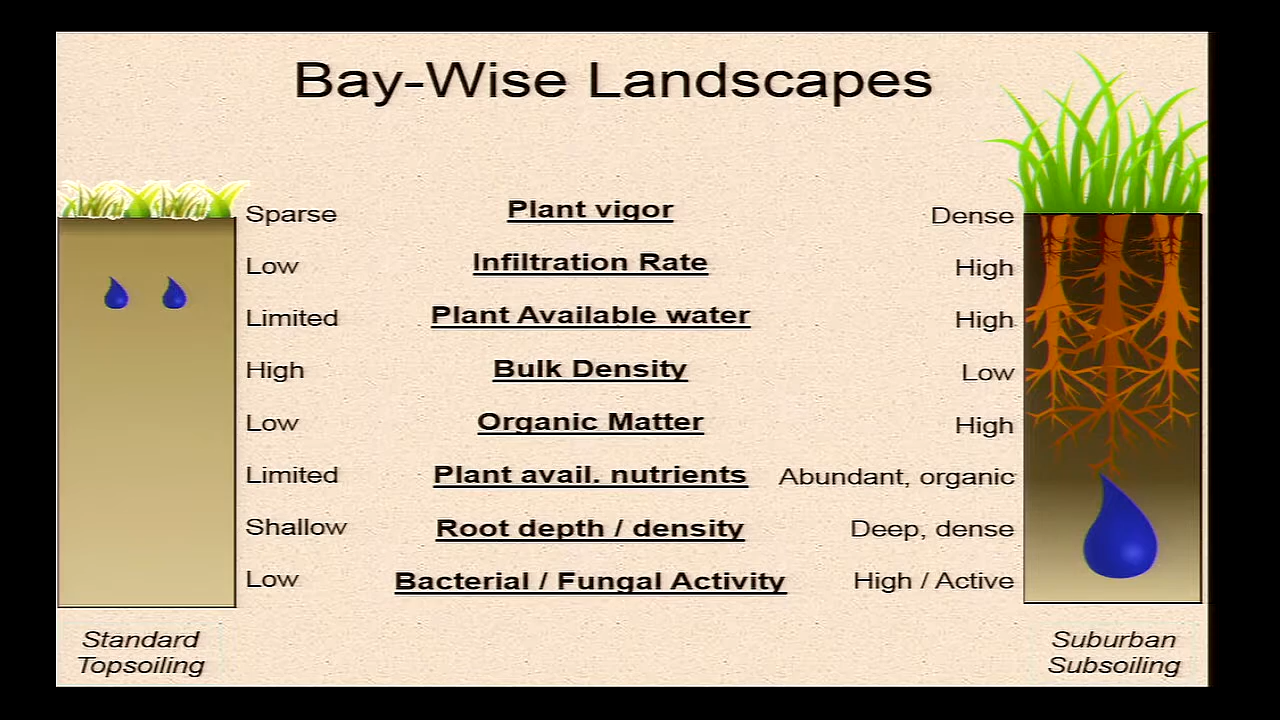 Bay-Wise Landscapes
Sparse Plant vigor Dense
Low Infiltration Rate High
Limited Plant Available water High
High Bulk Density Low
Low Organic Matter High
Limited Plant avail. nutrients Abundant, organic
Shallow Root depth / density Deep, dense
Low Bacterial / Fungal Activity High / Active
Standard Suburban
Topsoiling Subsoiling